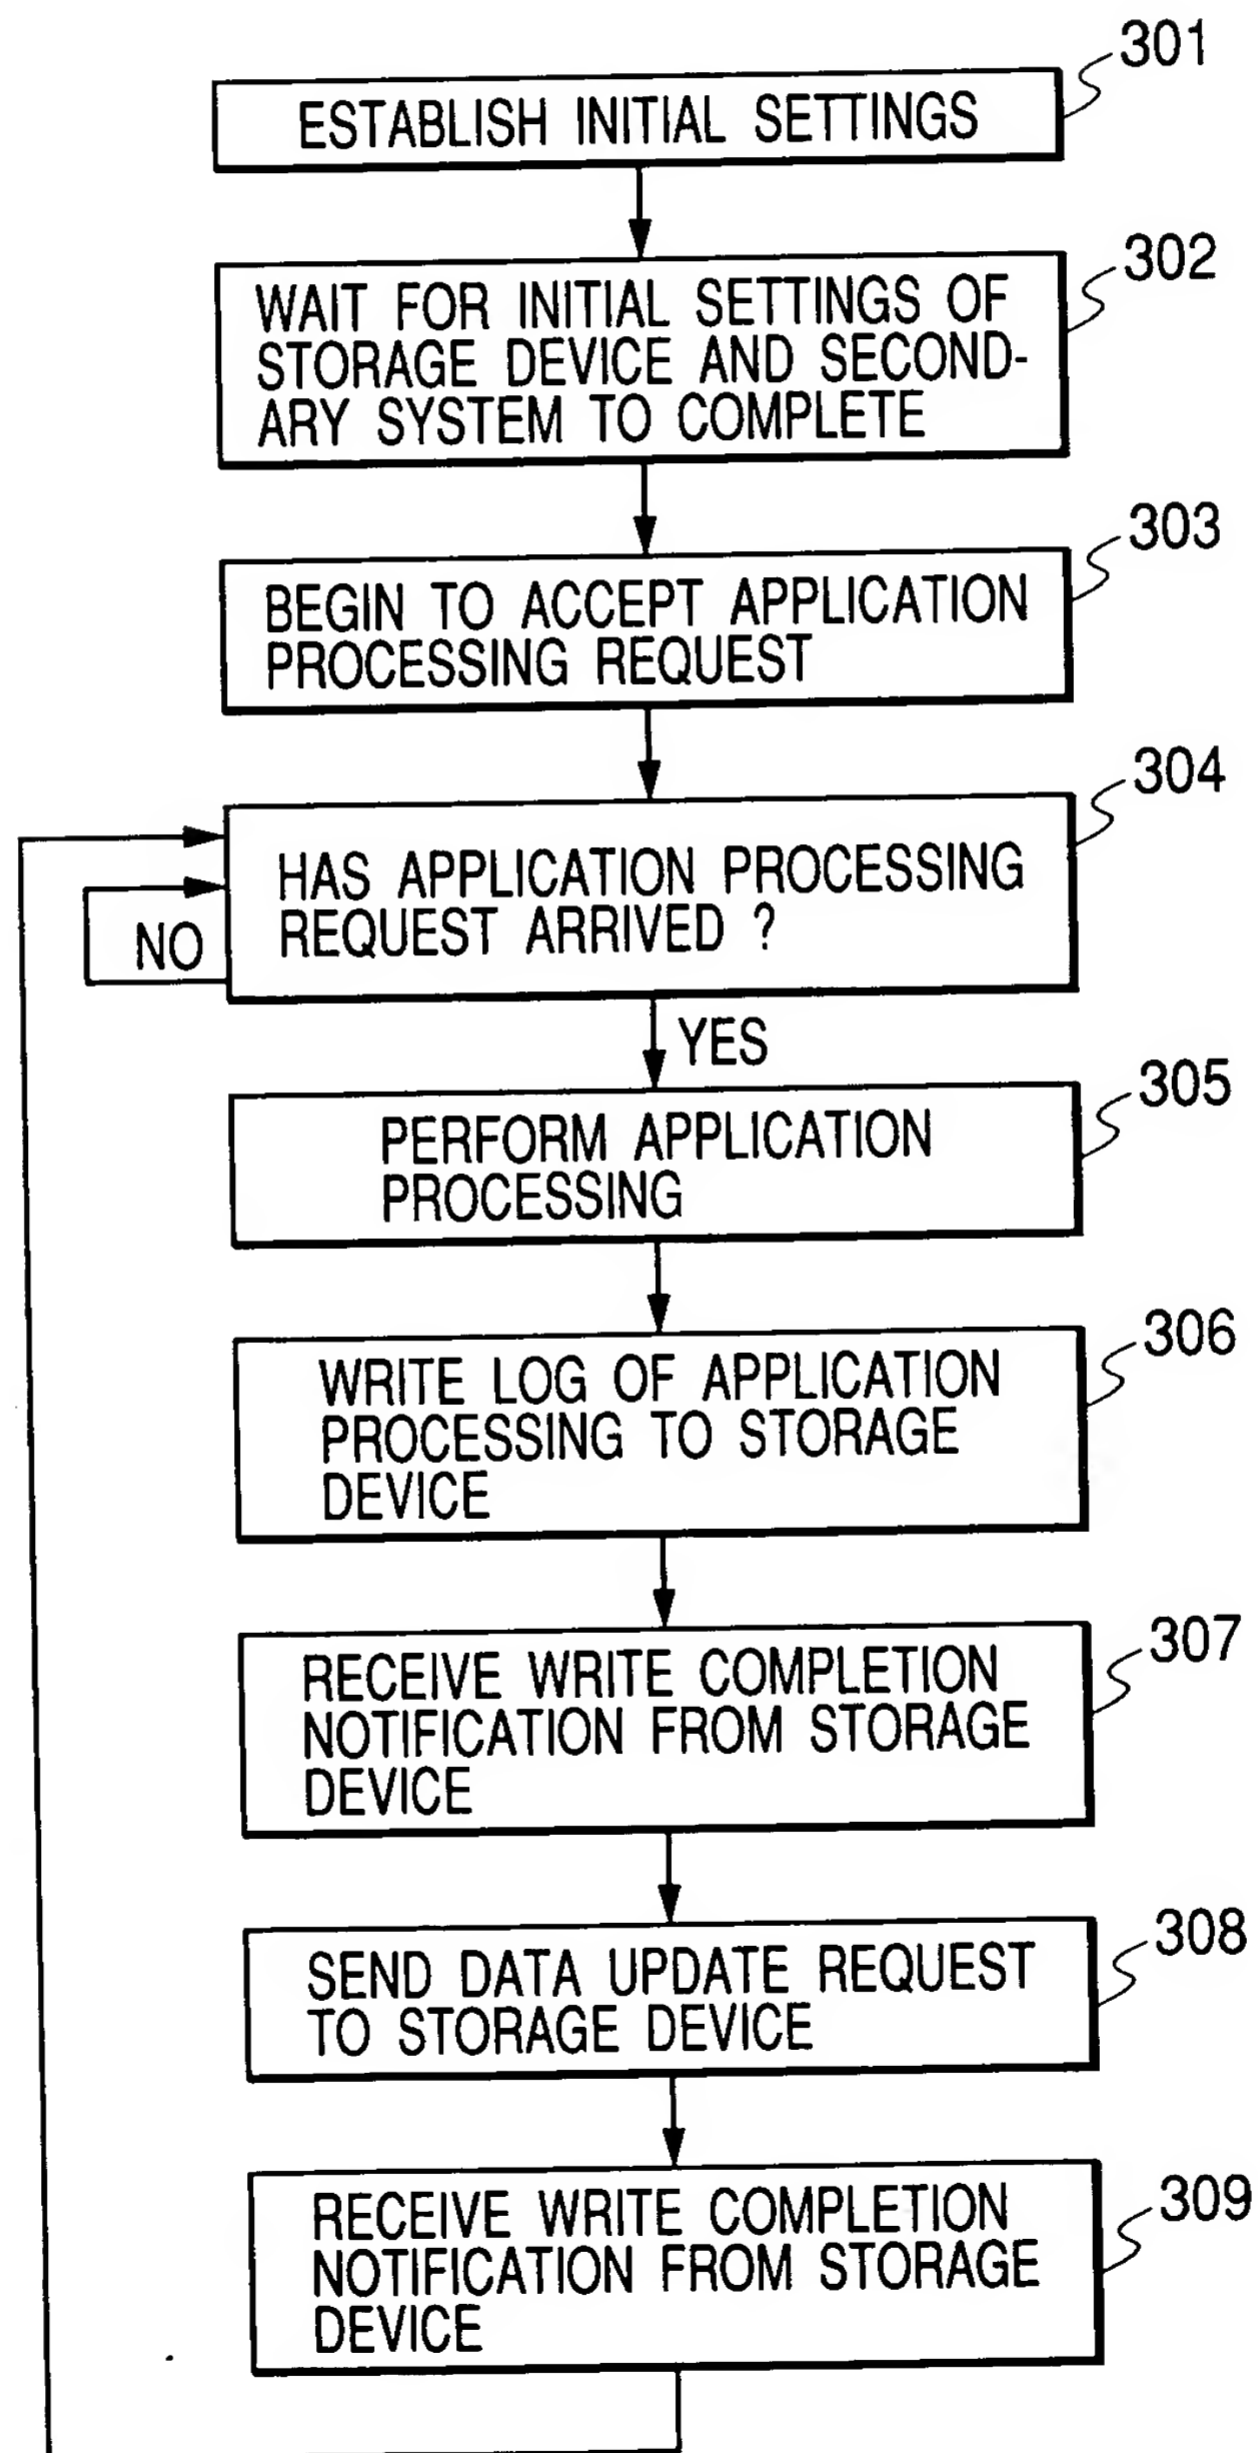 301
ESTABLISH INITIAL SETTINGS
302
WAIT FOR INITIAL SETTINGS OF
STORAGE DEVICE AND SECOND-
ARY SYSTEM TO COMPLETE
303
BEGIN TO ACCEPT APPLICATION
PROCESSING REQUEST
304
HAS APPLICATION PROCESSING
REQUEST ARRIVED ?
NO
YES
305
PERFORM APPLICATION
PROCESSING
306
WRITE LOG OF APPLICATION
PROCESSING TO STORAGE
DEVICE
307
RECEIVE WRITE COMPLETION
NOTIFICATION FROM STORAGE
DEVICE
308
SEND DATA UPDATE REQUEST
TO STORAGE DEVICE
309
RECEIVE WRITE COMPLETION
NOTIFICATION FROM STORAGE
DEVICE